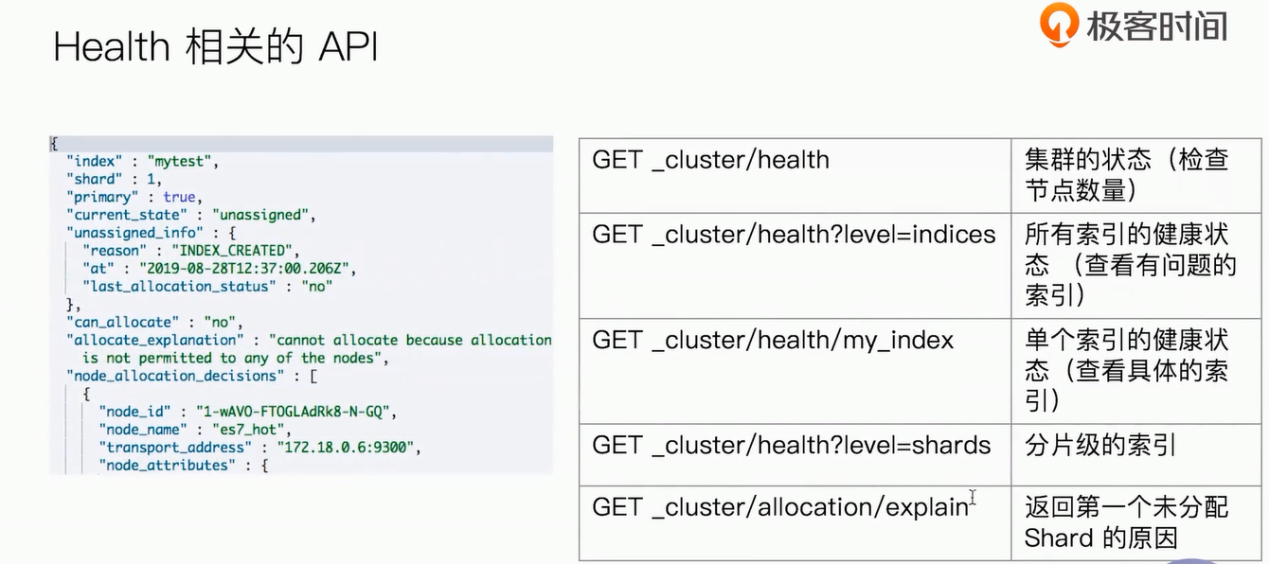 Health 相关的 API
极客时间
{
"index" : "mytest",
"shard" : 1,
"primary" : true,
"current_state" : "unassigned",
"unassigned_info" : {
"reason" : "INDEX_CREATED",
"at" : "2019-08-28T12:37:00.206Z",
"last_allocation_status" : "no"
},
"can_allocate" : "no",
"allocate_explanation" : "cannot allocate because allocation
is not permitted to any of the nodes",
"node_allocation_decisions" : [
{
"node_id" : "1-wAVO-FTOGLAdRk8-N-GQ",
"node_name" : "es7_hot",
"transport_address" : "172.18.0.6:9300",
"node_attributes" : {
GET _cluster/health
集群的状态（检查
节点数量）
GET _cluster/health?level=indices
所有索引的健康状
态 （查看有问题的
索引）
GET _cluster/health/my_index
单个索引的健康状
态（查看具体的索
引）
GET _cluster/health?level=shards
分片级的索引
GET _cluster/allocation/explain
返回第一个未分配
Shard 的原因